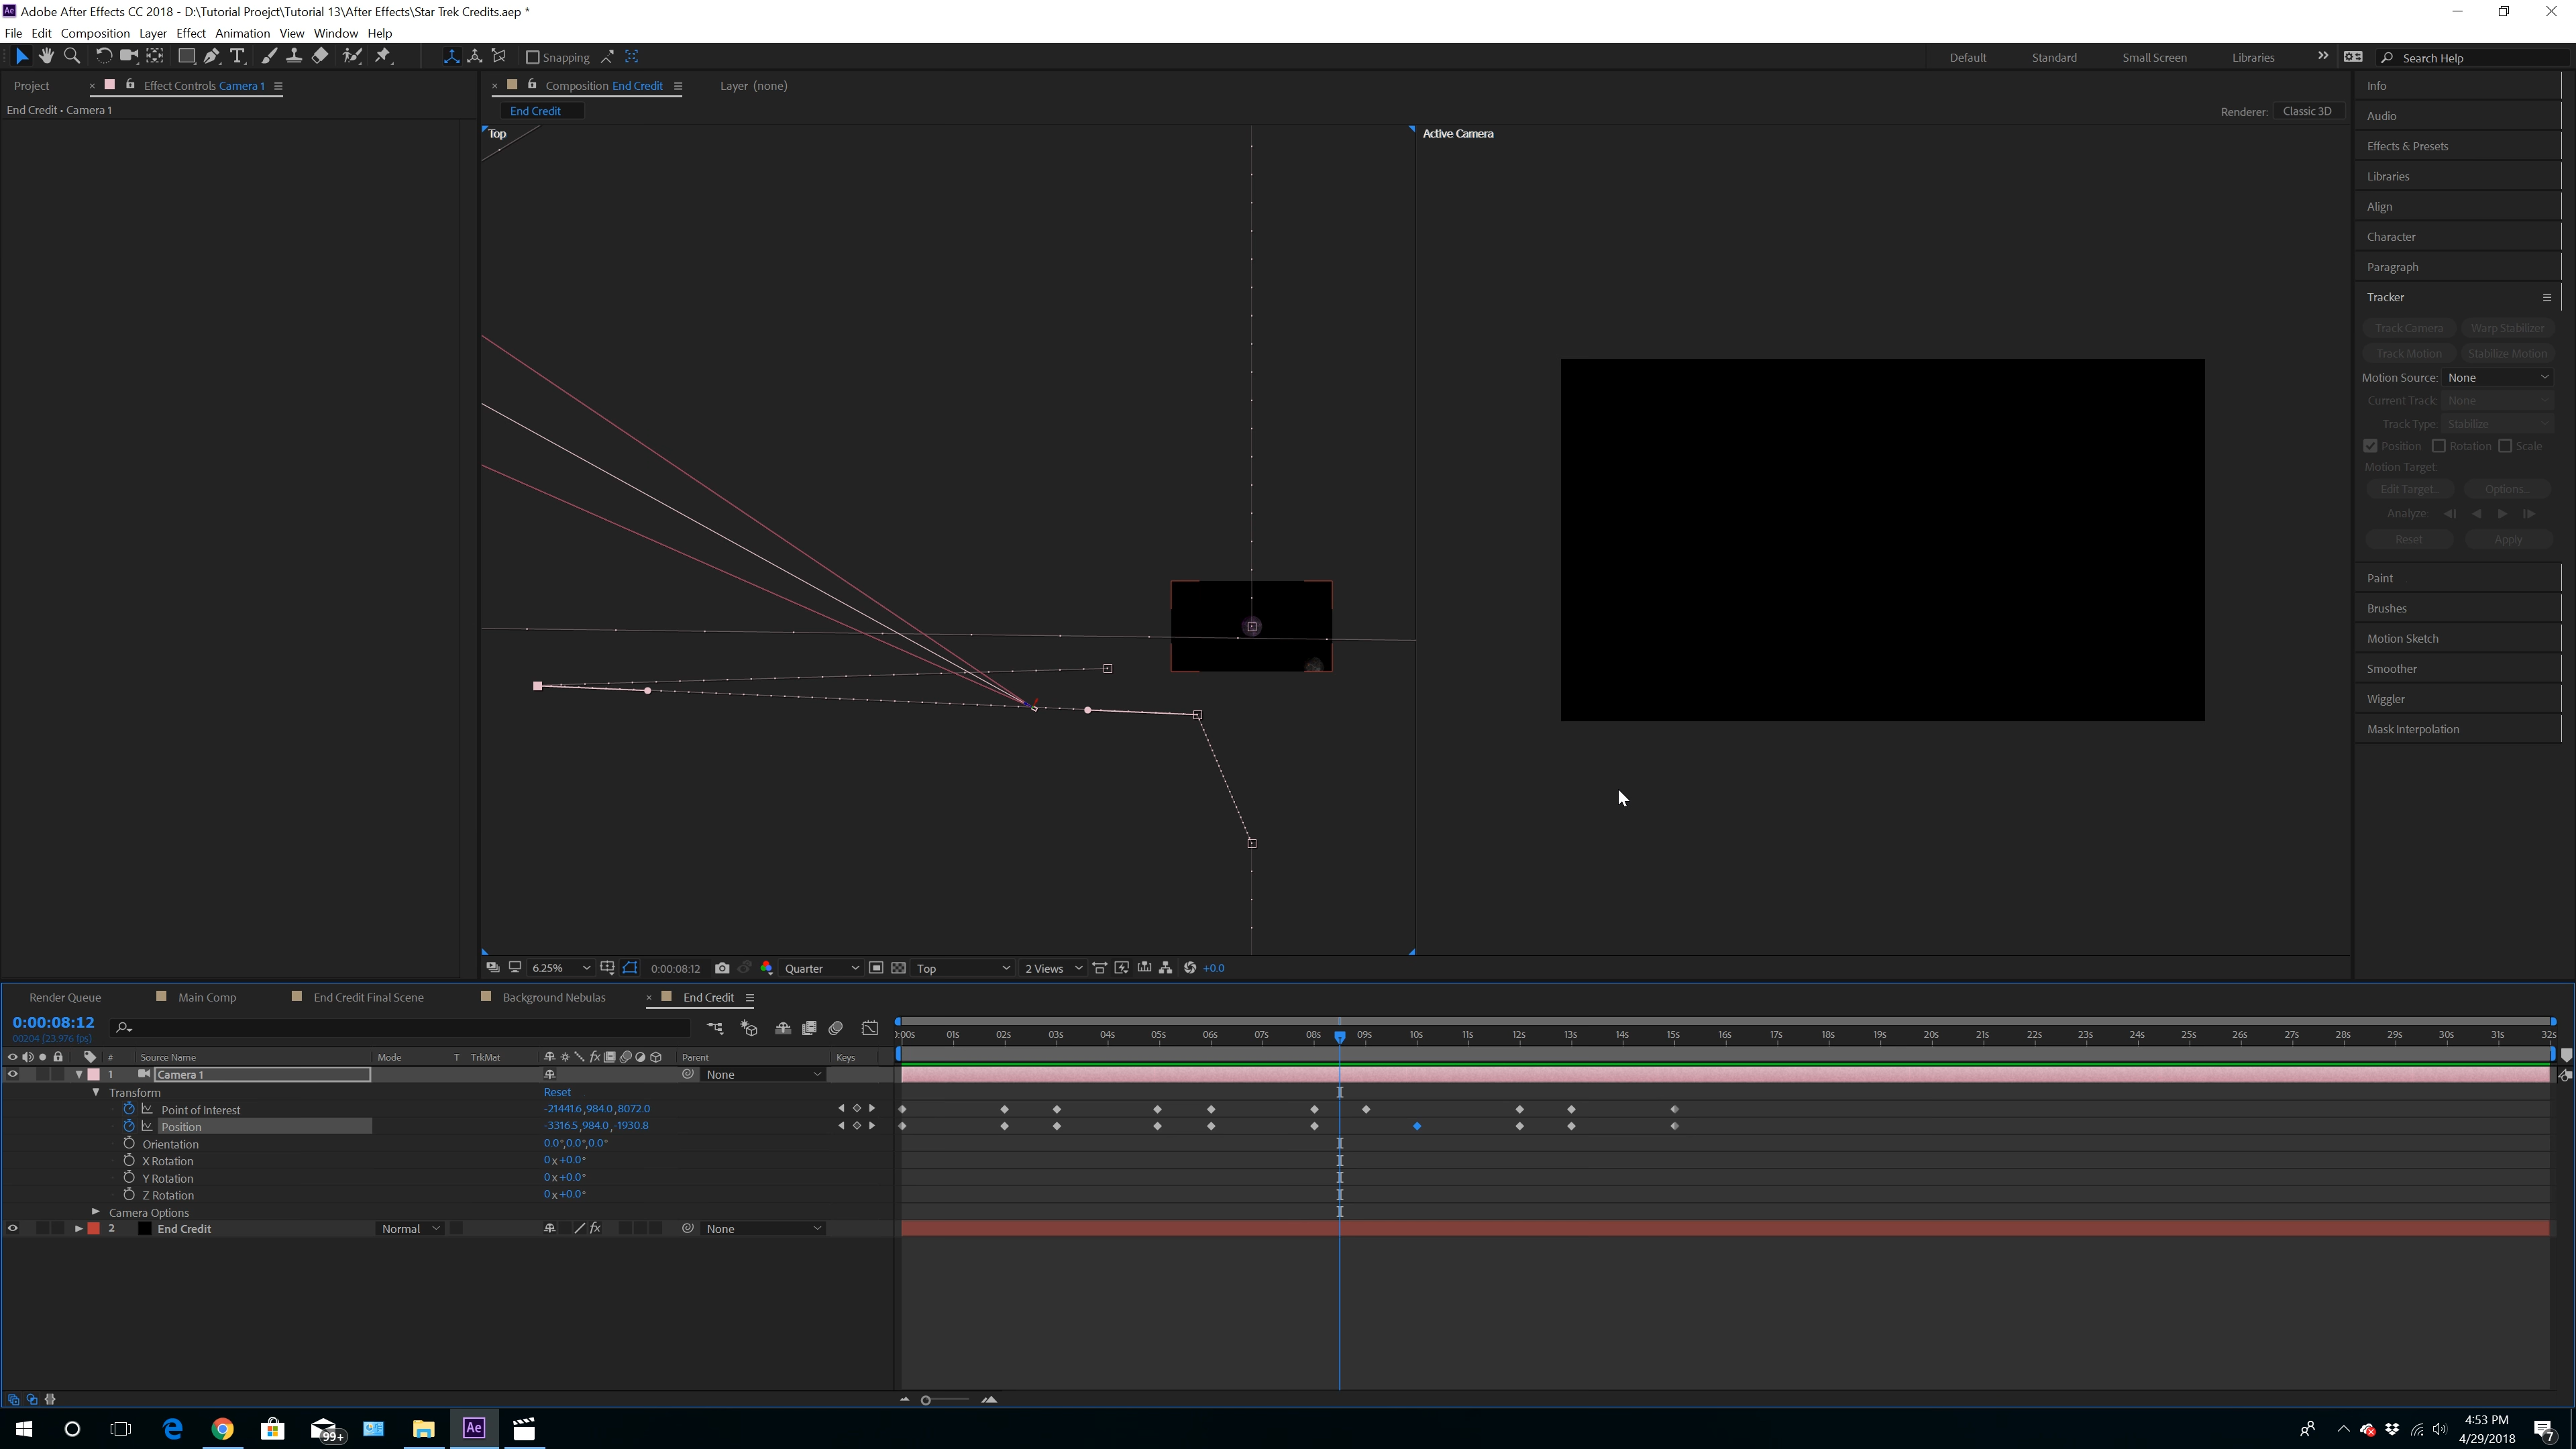 Ae Adobe After Effects CC 2018 - D:\Tutorial Proejct\Tutorial 13\After Effects\Star Trek Credits.aep *
File Edit Composition Layer Effect Animation View Window Help
Snapping
Default Standard Small Screen Libraries
Search Help
Project
Effect Controls Camera 1
Composition End Credit
Layer (none)
Info
End Credit • Camera 1
End Credit
Renderer: Classic 3D
Audio
Top
Active Camera
Effects & Presets
Libraries
Align
Character
Paragraph
Tracker
Track Camera Warp Stabilizer
Track Motion Stabilize Motion
Motion Source: None
Current Track: None
Track Type: Stabilize
Position Rotation Scale
Motion Target:
Edit Target... Options...
Analyze:
Reset Apply
Paint
Brushes
Motion Sketch
Smoother
Wiggler
Mask Interpolation
6.25% 0:00:08:12 Quarter Top 2 Views +0.0
Render Queue Main Comp End Credit Final Scene Background Nebulas End Credit
0:00:08:12
00204 (23.976 fps)
:00s 01s 02s 03s 04s 05s 06s 07s 08s 09s 10s 11s 12s 13s 14s 15s 16s 17s 18s 19s 20s 21s 22s 23s 24s 25s 26s 27s 28s 29s 30s 31s 32s
# Source Name Mode T TrkMat Parent Keys
1 Camera 1 None
Transform Reset
Point of Interest -21441.6,984.0,8072.0
Position -3316.5,984.0,-1930.8
Orientation 0.0°,0.0°,0.0°
X Rotation 0x+0.0°
Y Rotation 0x+0.0°
Z Rotation 0x+0.0°
Camera Options
2 End Credit Normal None
99+
Ae
4:53 PM
4/29/2018
7